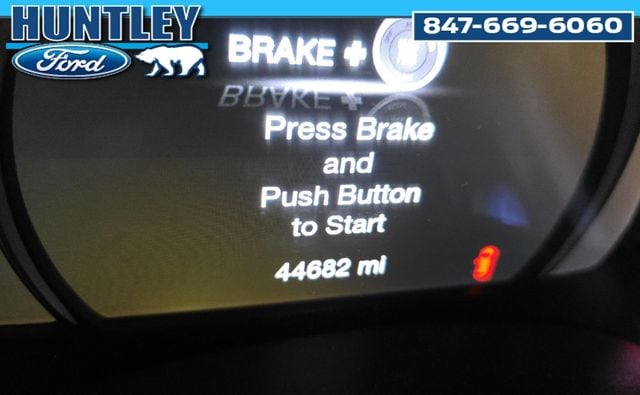 HUNTLEY
Ford
847-669-6060
BRAKE +
Press Brake
and
Push Button
to Start
44682 mi